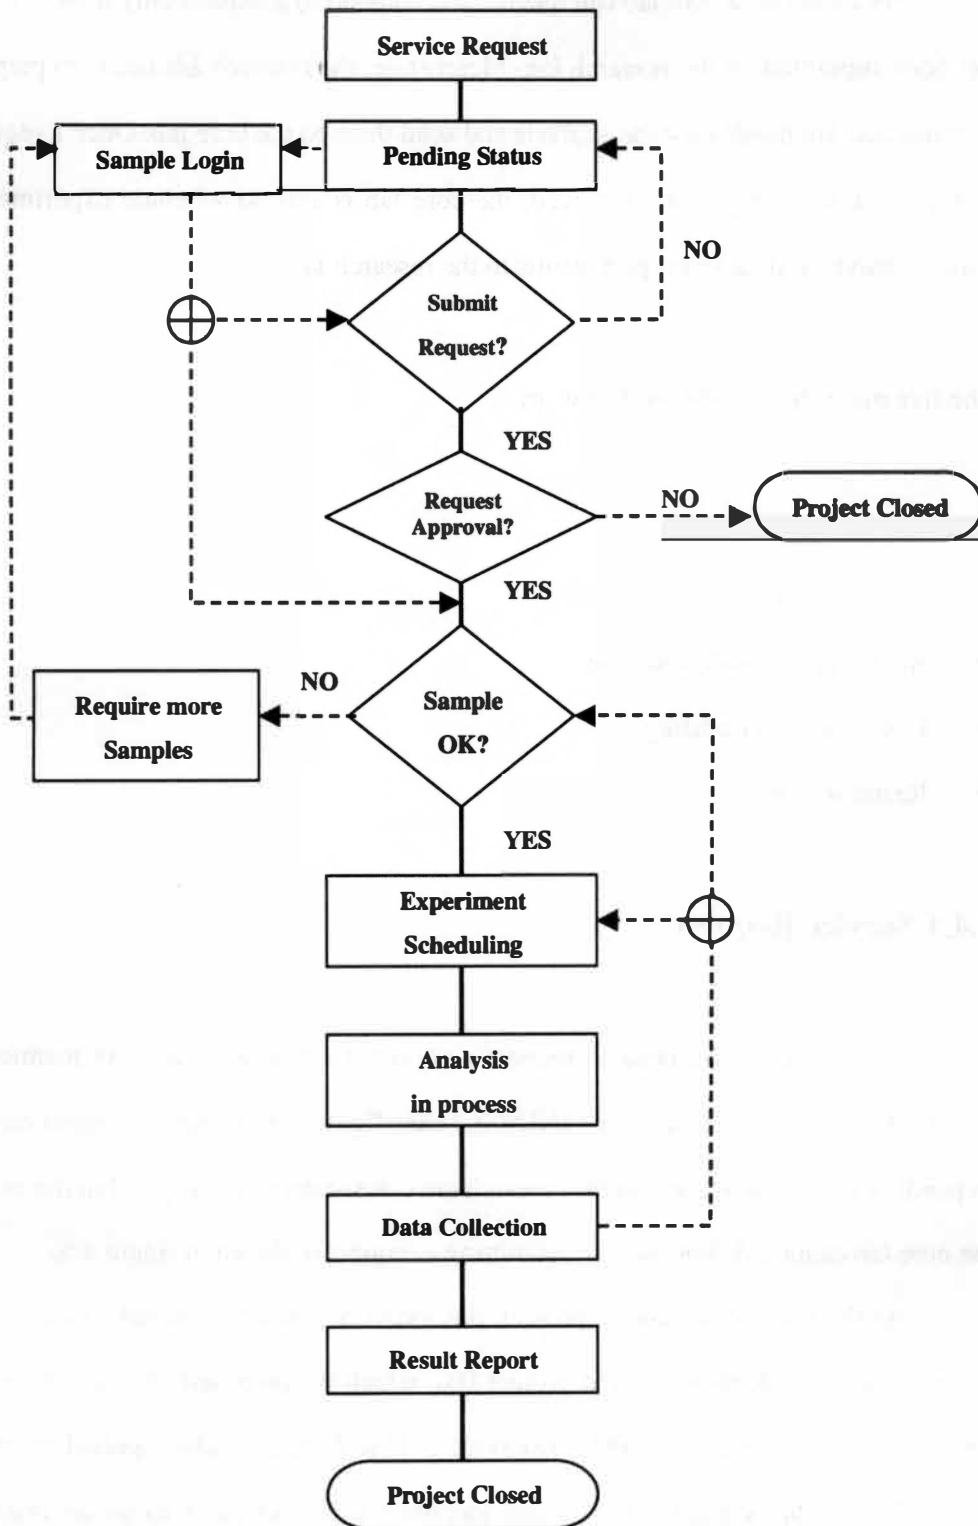 Service Request
Sample Login
Pending Status
NO
Submit
Request?
YES
Request
Approval?
NO
Project Closed
YES
NO
Require more
Samples
Sample
OK?
YES
Experiment
Scheduling
Analysis
in process
Data Collection
Result Report
Project Closed